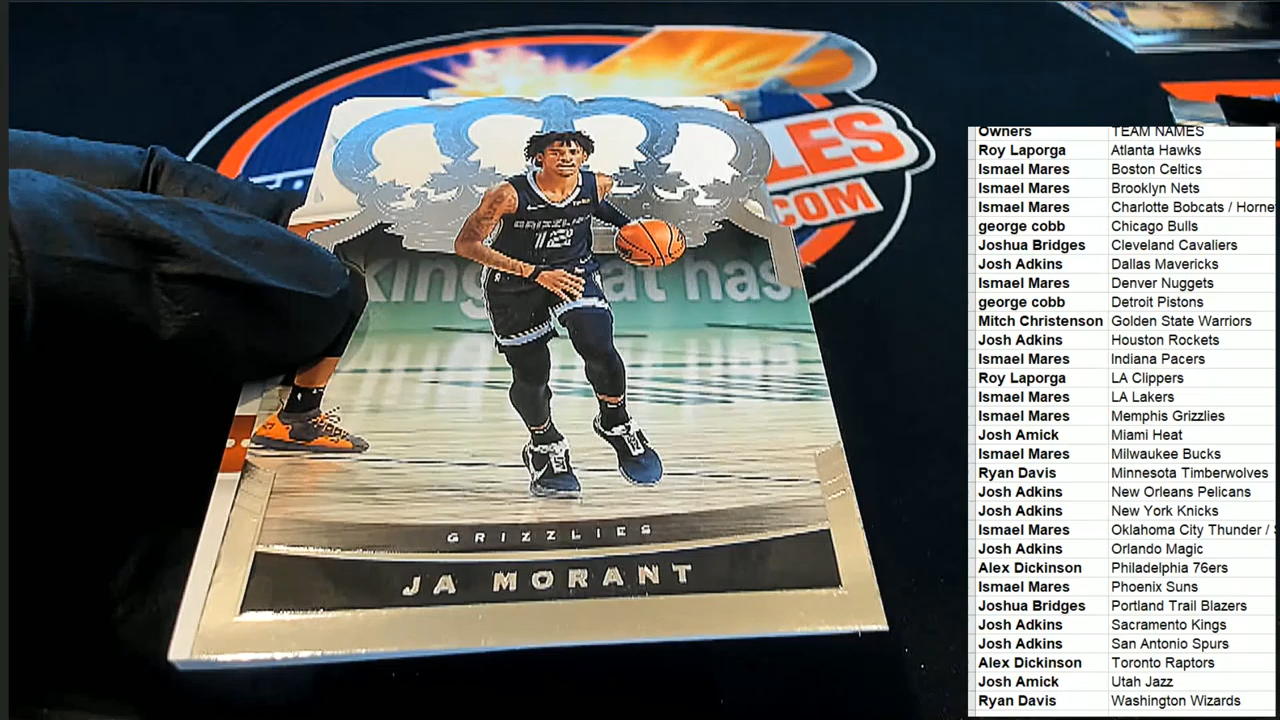 LES
.COM
GRIZZLIES
12
king that has
GRIZZLIES
JA MORANT
Owners TEAM NAMES
Roy Laporga Atlanta Hawks
Ismael Mares Boston Celtics
Ismael Mares Brooklyn Nets
Ismael Mares Charlotte Bobcats / Horne
george cobb Chicago Bulls
Joshua Bridges Cleveland Cavaliers
Josh Adkins Dallas Mavericks
Ismael Mares Denver Nuggets
george cobb Detroit Pistons
Mitch Christenson Golden State Warriors
Josh Adkins Houston Rockets
Ismael Mares Indiana Pacers
Roy Laporga LA Clippers
Ismael Mares LA Lakers
Ismael Mares Memphis Grizzlies
Josh Amick Miami Heat
Ismael Mares Milwaukee Bucks
Ryan Davis Minnesota Timberwolves
Josh Adkins New Orleans Pelicans
Josh Adkins New York Knicks
Ismael Mares Oklahoma City Thunder /
Josh Adkins Orlando Magic
Alex Dickinson Philadelphia 76ers
Ismael Mares Phoenix Suns
Joshua Bridges Portland Trail Blazers
Josh Adkins Sacramento Kings
Josh Adkins San Antonio Spurs
Alex Dickinson Toronto Raptors
Josh Amick Utah Jazz
Ryan Davis Washington Wizards